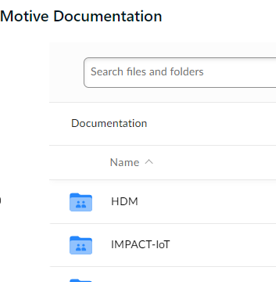 Motive Documentation
Search files and folders
Documentation
Name
HDM
IMPACT-IoT